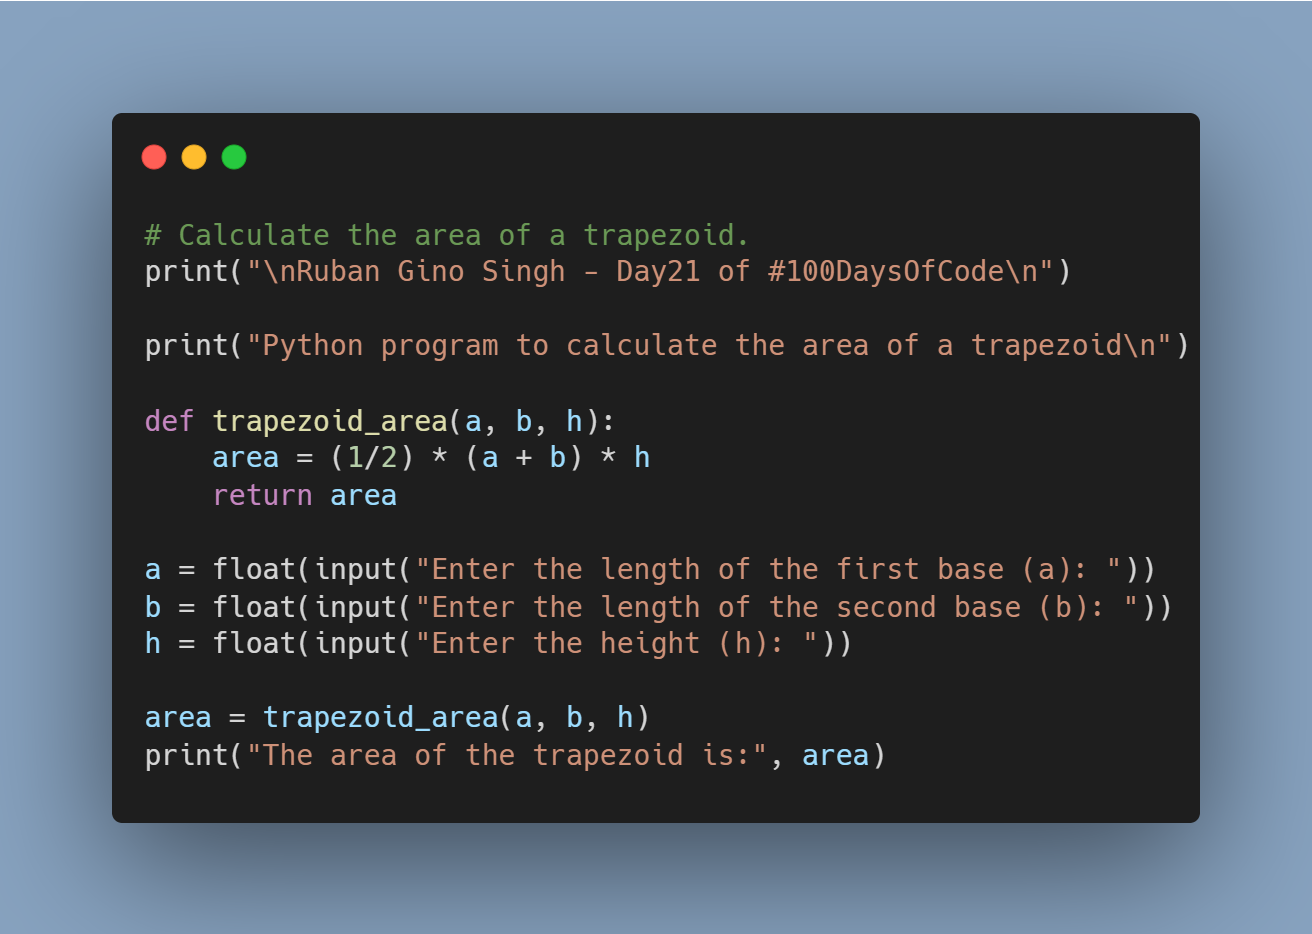 # Calculate the area of a trapezoid.
print("\nRuban Gino Singh - Day21 of #100DaysOfCode\n")
print("Python program to calculate the area of a trapezoid\n")
def trapezoid_area(a, b, h):
    area = (1/2) * (a + b) * h
    return area
a = float(input("Enter the length of the first base (a): "))
b = float(input("Enter the length of the second base (b): "))
h = float(input("Enter the height (h): "))
area = trapezoid_area(a, b, h)
print("The area of the trapezoid is:", area)